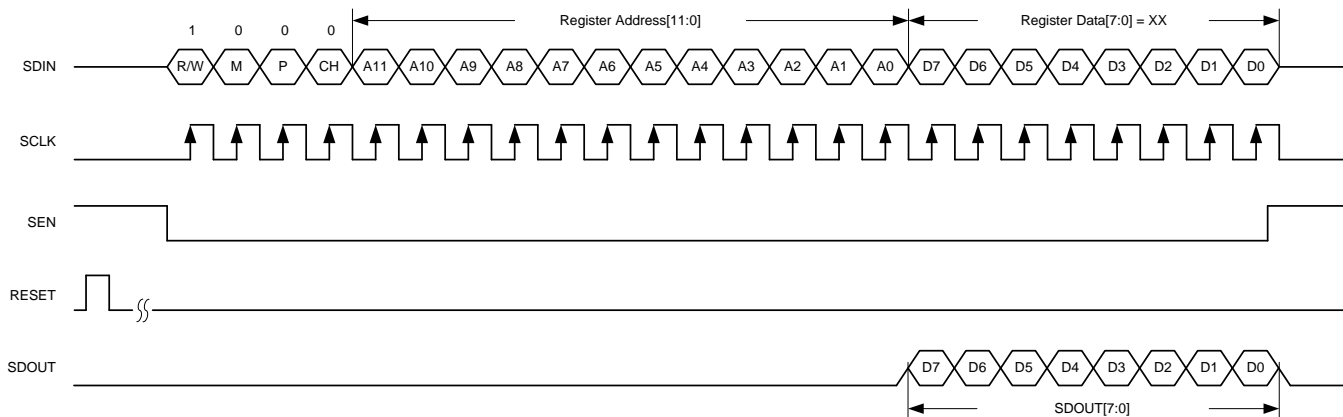 1 0 0 0 Register Address[11:0] Register Data[7:0] = XX
SDIN R/W M P CH A11 A10 A9 A8 A7 A6 A5 A4 A3 A2 A1 A0 D7 D6 D5 D4 D3 D2 D1 D0
SCLK
SEN
RESET
SDOUT D7 D6 D5 D4 D3 D2 D1 D0
SDOUT[7:0]